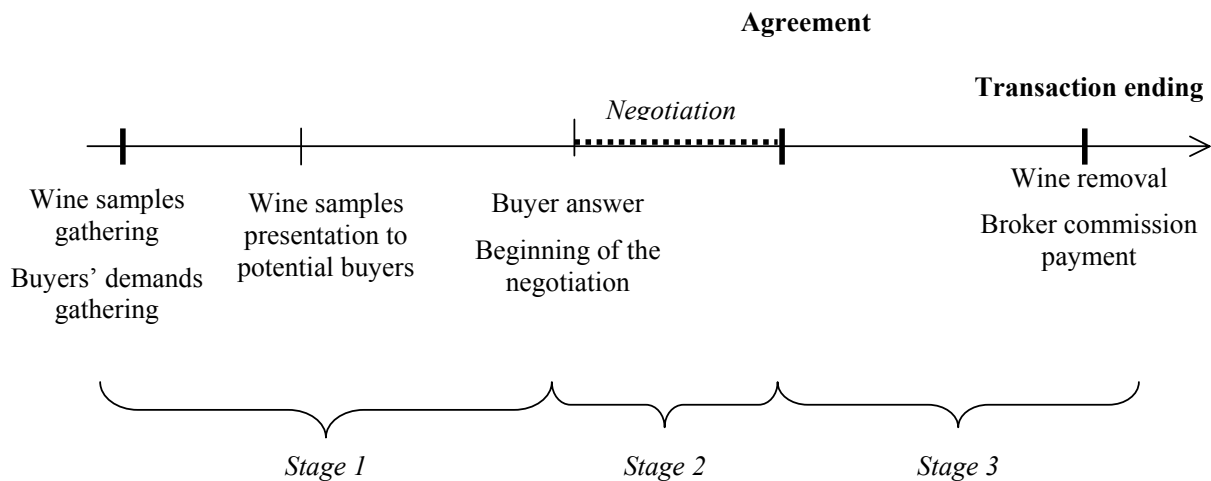 Agreement
Transaction ending
Negotiation
Wine samples
gathering
Buyers’ demands
gathering
Wine samples
presentation to
potential buyers
Buyer answer
Beginning of the
negotiation
Wine removal
Broker commission
payment
Stage 1
Stage 2
Stage 3